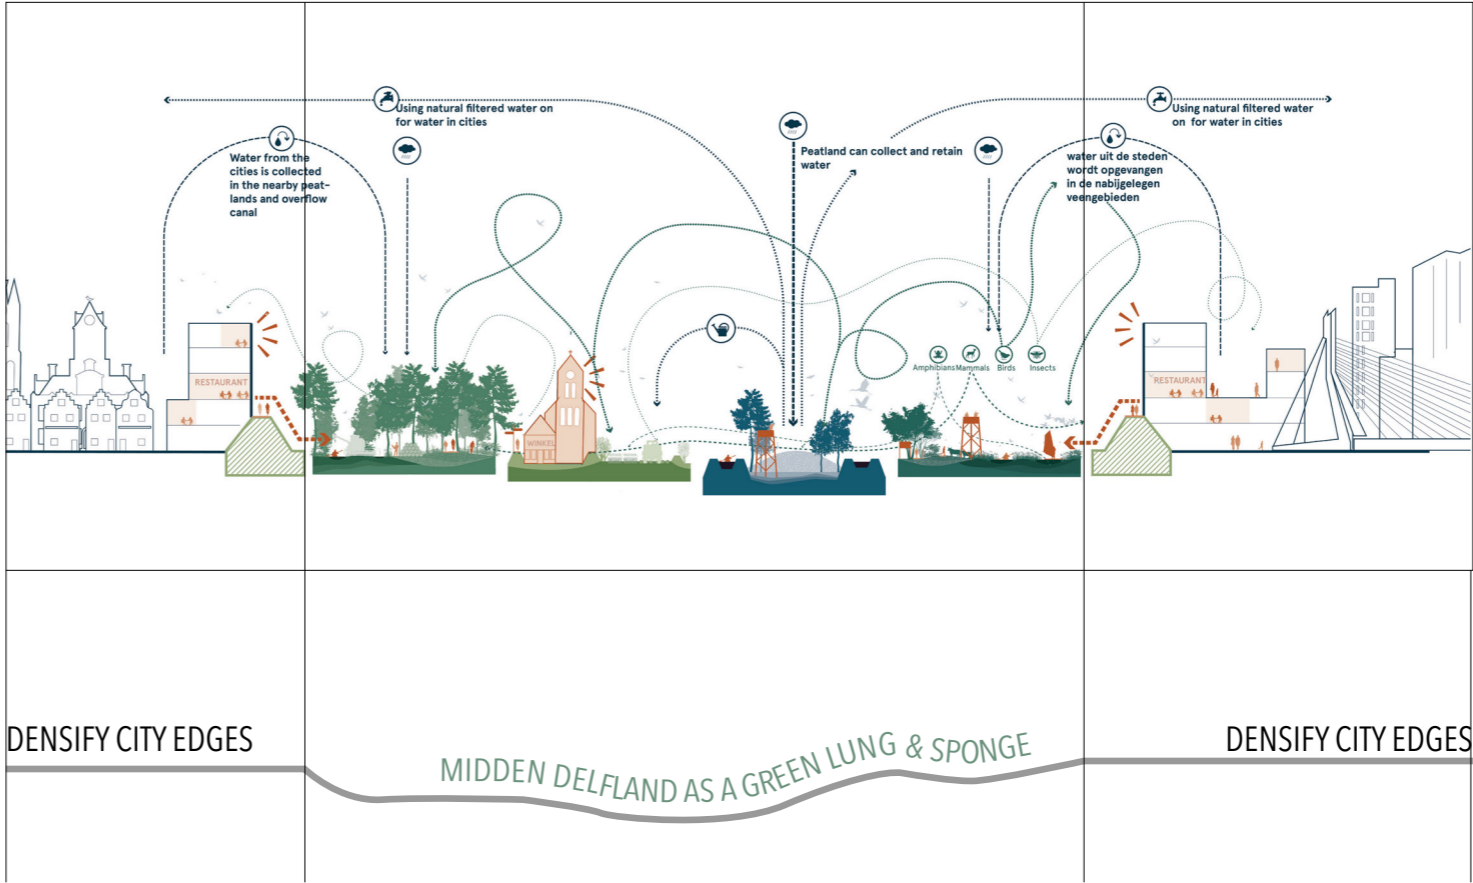 Using natural filtered water on
for water in cities
Water from the
cities is collected
in the nearby peat-
lands and overflow
canal
Peatland can collect and retain
water
Using natural filtered water
on for water in cities
water uit de steden
wordt opgevangen
in de nabijgelegen
veengebieden
Amphibians Mammals Birds Insects
RESTAURANT
WINKEL
RESTAURANT
DENSIFY CITY EDGES
MIDDEN DELFLAND AS A GREEN LUNG & SPONGE
DENSIFY CITY EDGES